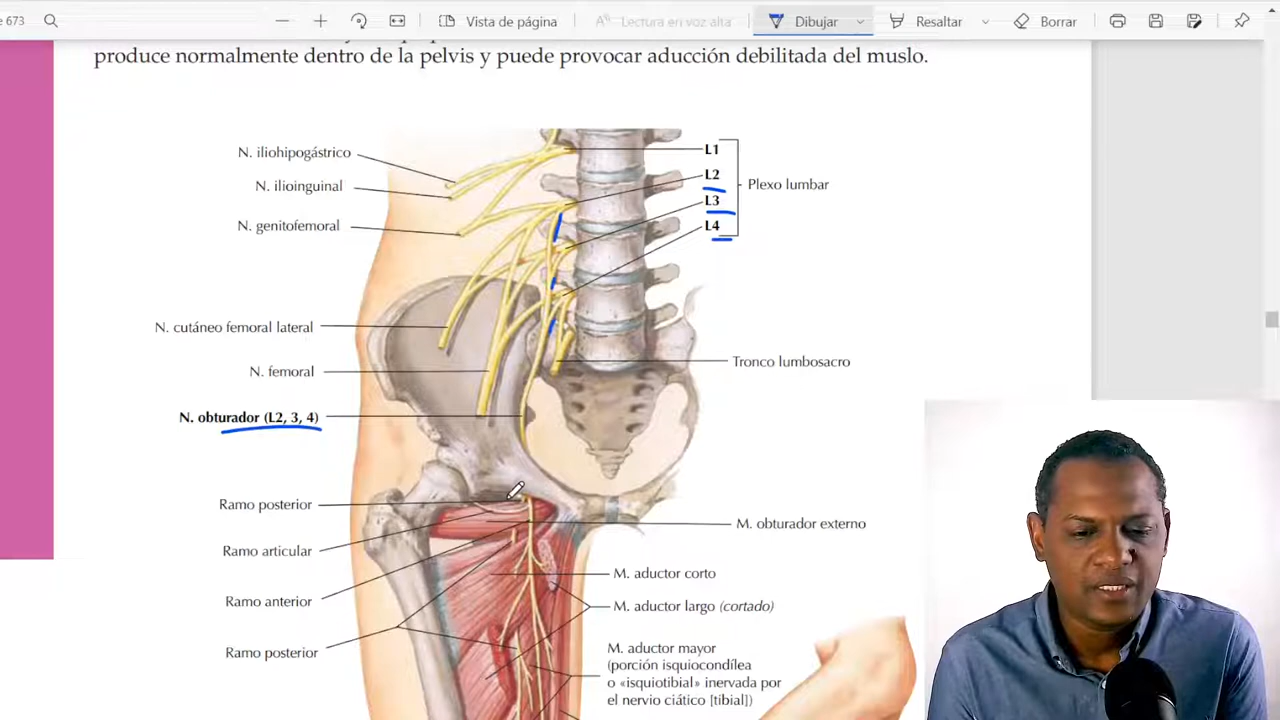 e 673
Vista de página
Lectura en voz alta
Dibujar
Resaltar
Borrar
produce normalmente dentro de la pelvis y puede provocar aducción debilitada del muslo.
N. iliohipogástrico
N. ilioinguinal
N. genitofemoral
L1
L2
L3
L4
Plexo lumbar
N. cutáneo femoral lateral
N. femoral
N. obturador (L2, 3, 4)
Tronco lumbosacro
Ramo posterior
Ramo articular
Ramo anterior
Ramo posterior
M. obturador externo
M. aductor corto
M. aductor largo (cortado)
M. aductor mayor
(porción isquiocondílea
o «isquiotibial» inervada por
el nervio ciático [tibial])